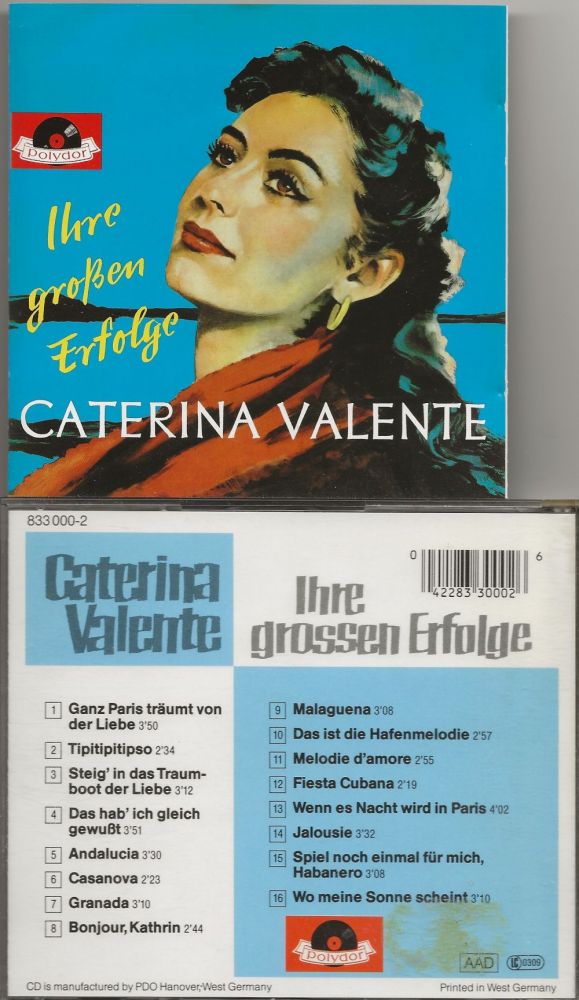 polydor
Ihre
großen
Erfolge
CATERINA VALENTE
833 000-2
Caterina
Valente
Ihre
grossen Erfolge
0 42283 30002 6
1 Ganz Paris träumt von
der Liebe 3'50
2 Tipitipitipso 2'34
3 Steig' in das Traum-
boot der Liebe 3'12
4 Das hab' ich gleich
gewußt 3'51
5 Andalucia 3'30
6 Casanova 2'23
7 Granada 3'10
8 Bonjour, Kathrin 2'44
9 Malaguena 3'08
10 Das ist die Hafenmelodie 2'57
11 Melodie d'amore 2'55
12 Fiesta Cubana 2'19
13 Wenn es Nacht wird in Paris 4'02
14 Jalousie 3'32
15 Spiel noch einmal für mich,
Habanero 3'08
16 Wo meine Sonne scheint 3'10
polydor
AAD
LC 0309
CD is manufactured by PDO Hanover,-West Germany
Printed in West Germany